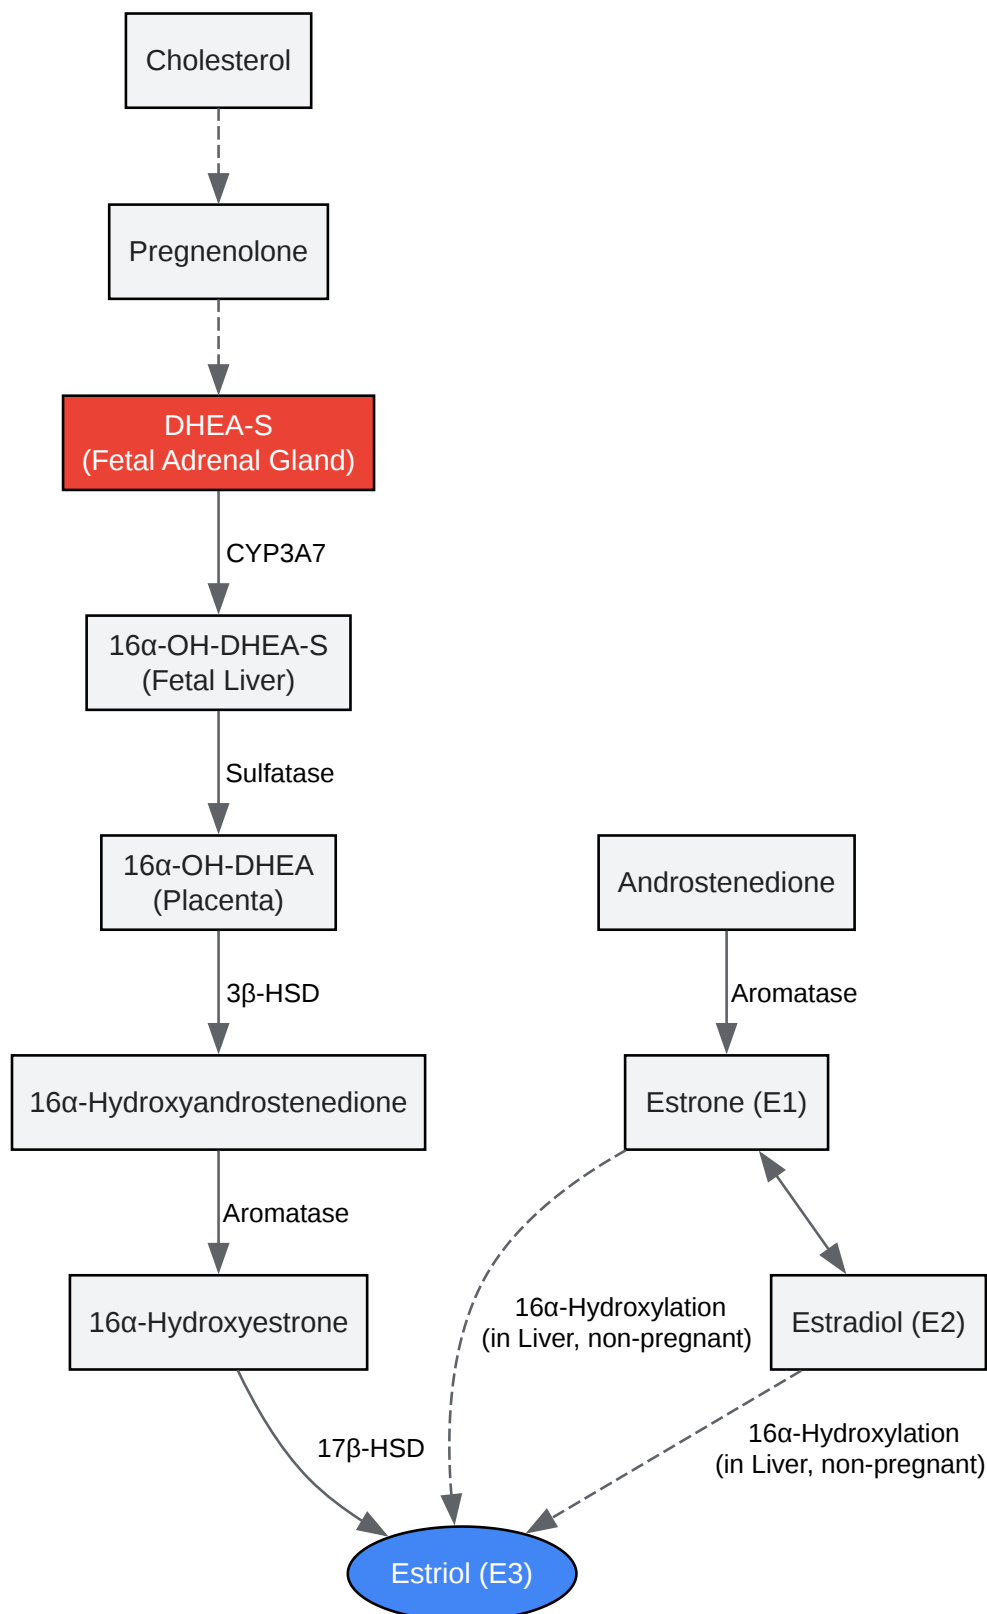 Cholesterol
Pregnenolone
DHEA-S
(Fetal Adrenal Gland)
CYP3A7
16α-OH-DHEA-S
(Fetal Liver)
Sulfatase
16α-OH-DHEA
(Placenta)
Androstenedione
3β-HSD
Aromatase
16α-Hydroxyandrostenedione
Estrone (E1)
Aromatase
16α-Hydroxyestrone
16α-Hydroxylation
(in Liver, non-pregnant)
Estradiol (E2)
17β-HSD
16α-Hydroxylation
(in Liver, non-pregnant)
Estriol (E3)